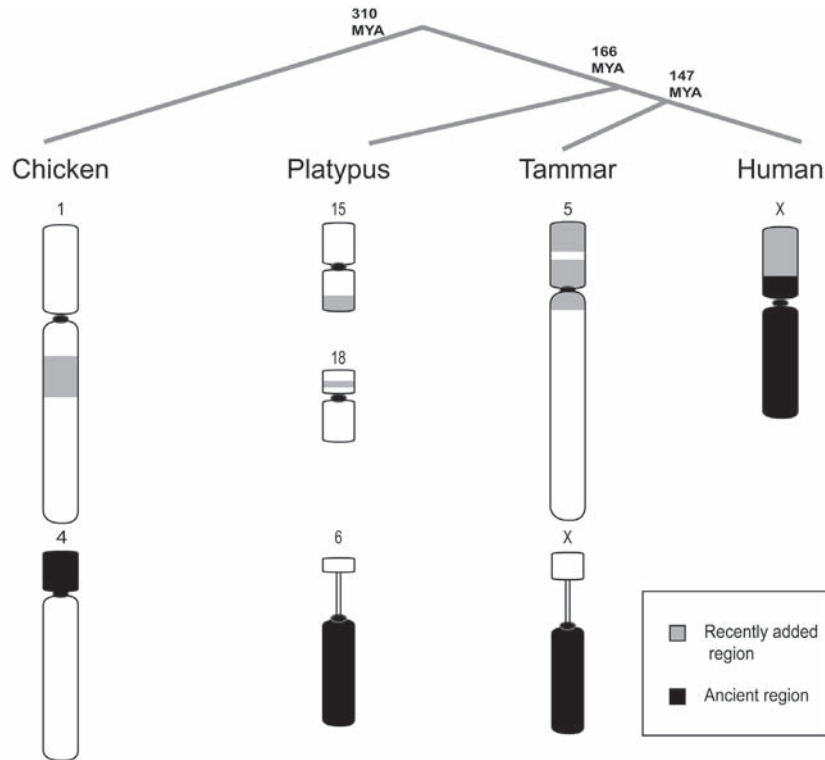 310
MYA
166
MYA
147
MYA
Chicken
Platypus
Tammar
Human
1
15
5
X
18
4
6
X
Recently added
region
Ancient region